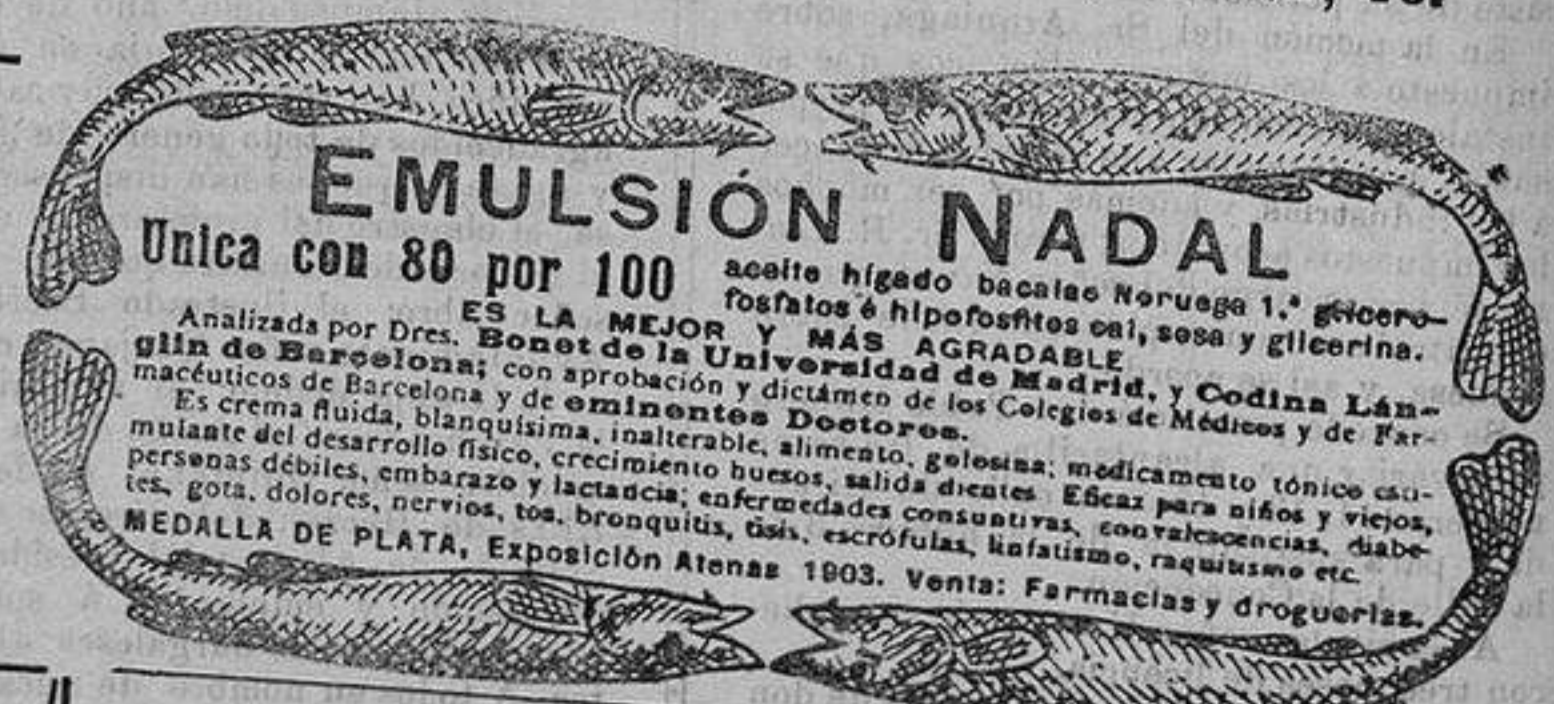 EMULSIÓN NADAL
Unica con 80 por 100 aceite hígado bacalao Noruega 1.ª glicero-
fosfatos é hipofosfitos cal, sosa y glicerina.
ES LA MEJOR Y MÁS AGRADABLE
Analizada por Dres. Bonet de la Universidad de Madrid, y Codina Lán-
glin de Barcelona; con aprobación y dictámen de los Colegios de Médicos y de Far-
macéuticos de Barcelona y de eminentes Doctores.
Es crema fluida, blanquísima, inalterable, alimento, golosina; medicamento tónico esti-
mulante del desarrollo físico, crecimiento huesos, salida dientes. Eficaz para niños y viejos,
personas débiles, embarazo y lactancia; enfermedades consuntivas, convalescencias, diabe-
tes, gota, dolores, nervios, tos, bronquitis, tisis, escrófulas, linfatismo, raquitismo etc.
MEDALLA DE PLATA, Exposición Atenas 1903. Venta: Farmacias y droguerías.